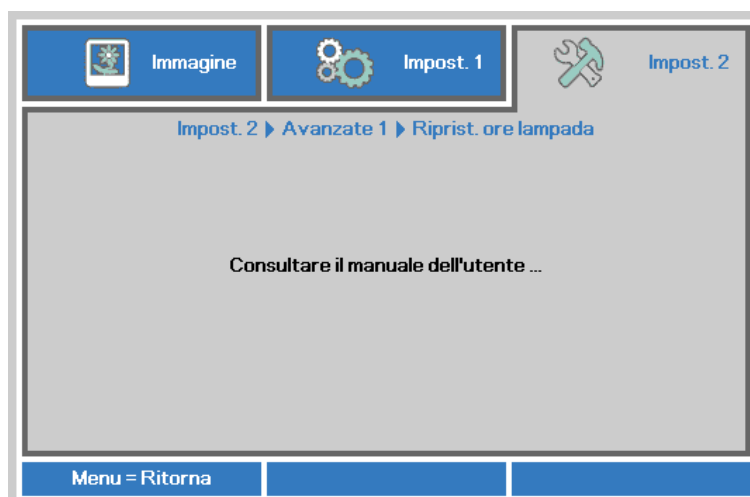 Immagine
Impost. 1
Impost. 2
Impost. 2 ▶ Avanzate 1 ▶ Riprist. ore lampada
Consultare il manuale dell'utente ...
Menu = Ritorna